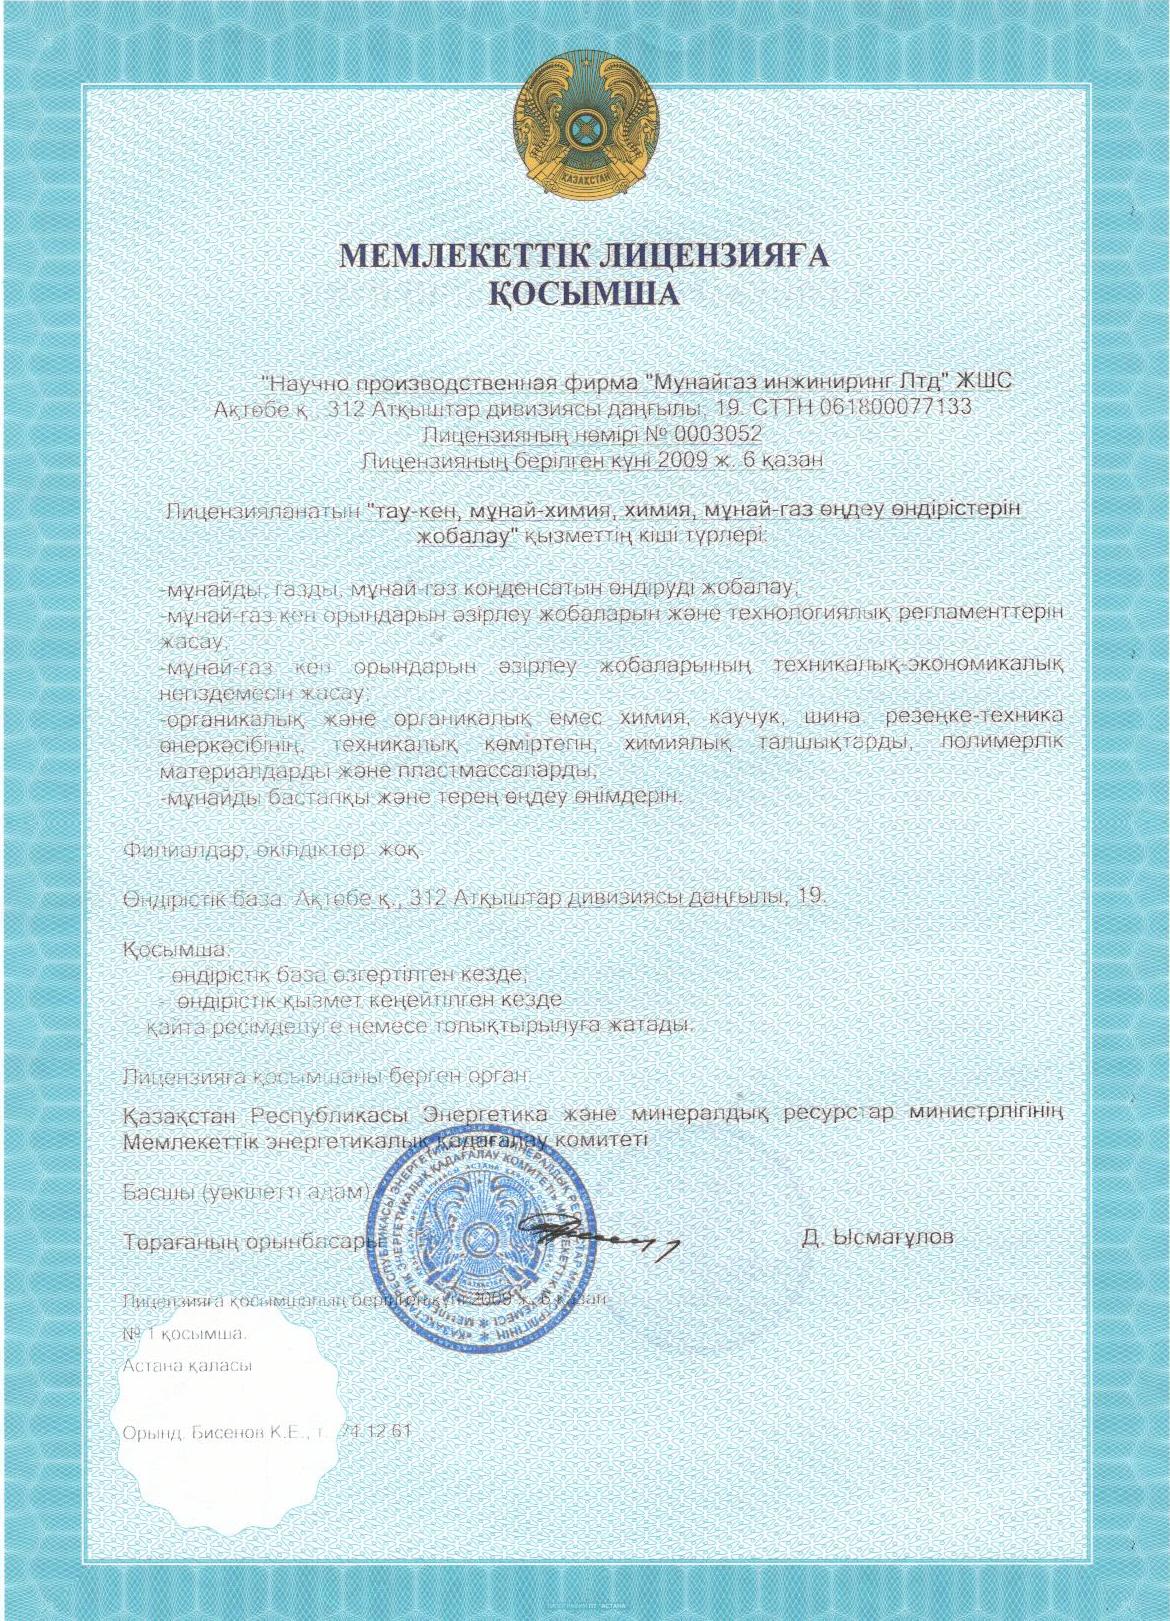 ҚАЗАҚСТАН
МЕМЛЕКЕТТІК ЛИЦЕНЗИЯҒА
ҚОСЫМША
"Научно производственная фирма "Мунайгаз инжиниринг Лтд" ЖШС
Ақтөбе қ., 312 Атқыштар дивизиясы даңғылы, 19. СТТН 061800077133
Лицензияның нөмірі № 0003052
Лицензияның берілген күні 2009 ж. 6 қазан
Лицензияланатын "тау-кен, мұнай-химия, химия, мұнай-газ өңдеу өндірістерін
жобалау" қызметтің кіші түрлері:
-мұнайды, газды, мұнай-газ конденсатын өндіруді жобалау;
-мұнай-газ кен орындарын әзірлеу жобаларын және технологиялық регламенттерін
жасау;
-мұнай-газ кен орындарын әзірлеу жобаларының техникалық-экономикалық
негіздемесін жасау;
-органикалық және органикалық емес химия, каучук, шина, резеңке-техника
өнеркәсібінің, техникалық көміртегін, химиялық талшықтарды, полимерлік
материалдарды және пластмассаларды;
-мұнайды бастапқы және терең өңдеу өнімдерін.
Филиалдар, өкілдіктер: жоқ.
Өндірістік база: Ақтөбе қ., 312 Атқыштар дивизиясы даңғылы, 19.
Қосымша:
- өндірістік база өзгертілген кезде;
- өндірістік қызмет кеңейтілген кезде
қайта ресімделуге немесе толықтырылуға жатады.
Лицензияға қосымшаны берген орган:
Қазақстан Республикасы Энергетика және минералдық ресурстар министрлігінің
Мемлекеттік энергетикалық қадағалау комитеті
Басшы (уәкілетті адам)
Төрағаның орынбасары
Д. Ысмағұлов
Лицензияға қосымшаның берілген күні 2009 ж. 6 қазан
№ 1 қосымша.
Астана қаласы
Орынд. Бисенов К.Е., т. 74 12 61